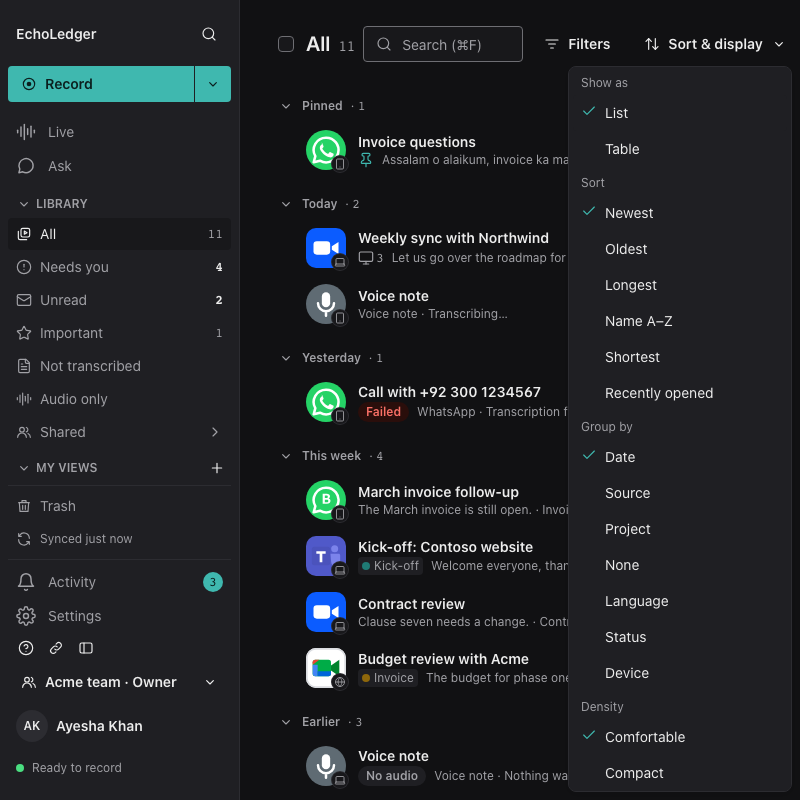 EchoLedger
Record
Live
Ask
LIBRARY
All 11
Needs you 4
Unread 2
Important 1
Not transcribed
Audio only
Shared
MY VIEWS
Trash
Synced just now
Activity 3
Settings
Acme team · Owner
AK Ayesha Khan
Ready to record
All 11 Search (⌘F) Filters Sort & display
Pinned · 1
Invoice questions
Assalam o alaikum, invoice ka
Today · 2
Weekly sync with Northwind
3 Let us go over the roadmap for
Voice note
Voice note · Transcribing...
Yesterday · 1
Call with +92 300 1234567
Failed WhatsApp · Transcription
This week · 4
B
March invoice follow-up
The March invoice is still open. ·
T
Kick-off: Contoso website
Kick-off Welcome everyone,
Contract review
Clause seven needs a change. ·
Budget review with Acme
Invoice The budget for phase one
Earlier · 3
Voice note
No audio Voice note · Nothing
Show as
List
Table
Sort
Newest
Oldest
Longest
Name A–Z
Shortest
Recently opened
Group by
Date
Source
Project
None
Language
Status
Device
Density
Comfortable
Compact